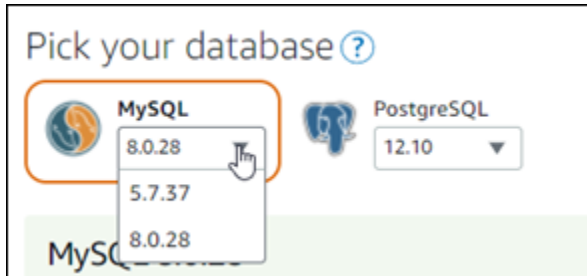 Pick your database ?
MySQL
8.0.28
5.7.37
8.0.28
PostgreSQL
12.10